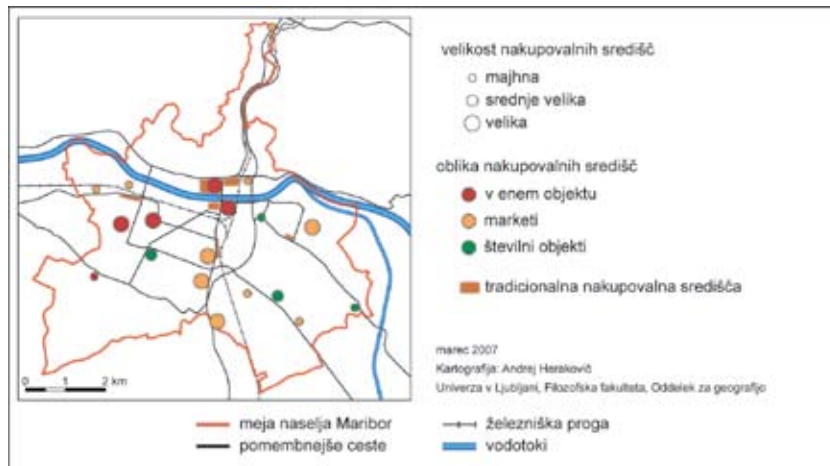 velikost nakupovalnih središč
majhna
srednje velika
velika
oblika nakupovalnih središč
v enem objektu
marketi
številni objekti
tradicionalna nakupovalna središča
marec 2007
Kartografija: Andrej Herakovič
Univerza v Ljubljani, Filozofska fakulteta, Oddelek za geografijo
0 1 2 km
meja naselja Maribor
železniška proga
pomembnejše ceste
vodotoki